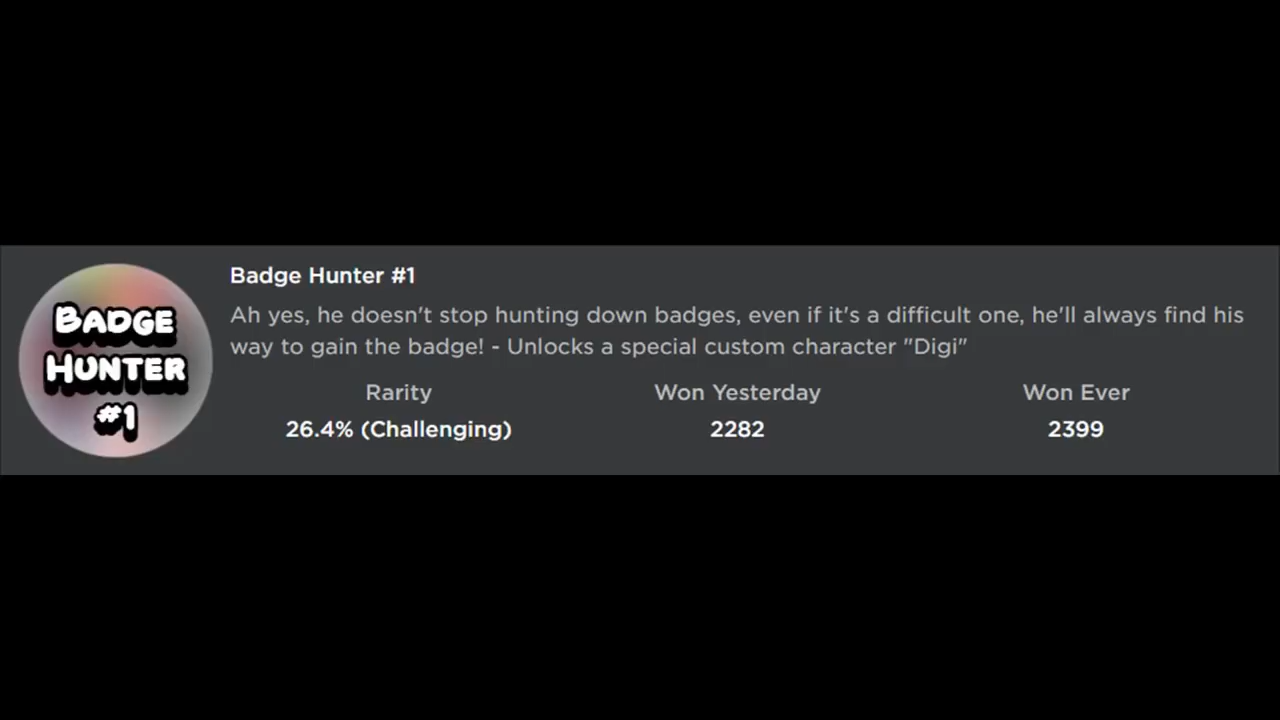 BADGE
HUNTER
#1
Badge Hunter #1
Ah yes, he doesn't stop hunting down badges, even if it's a difficult one, he'll always find his
way to gain the badge! - Unlocks a special custom character "Digi"
Rarity Won Yesterday Won Ever
26.4% (Challenging) 2282 2399